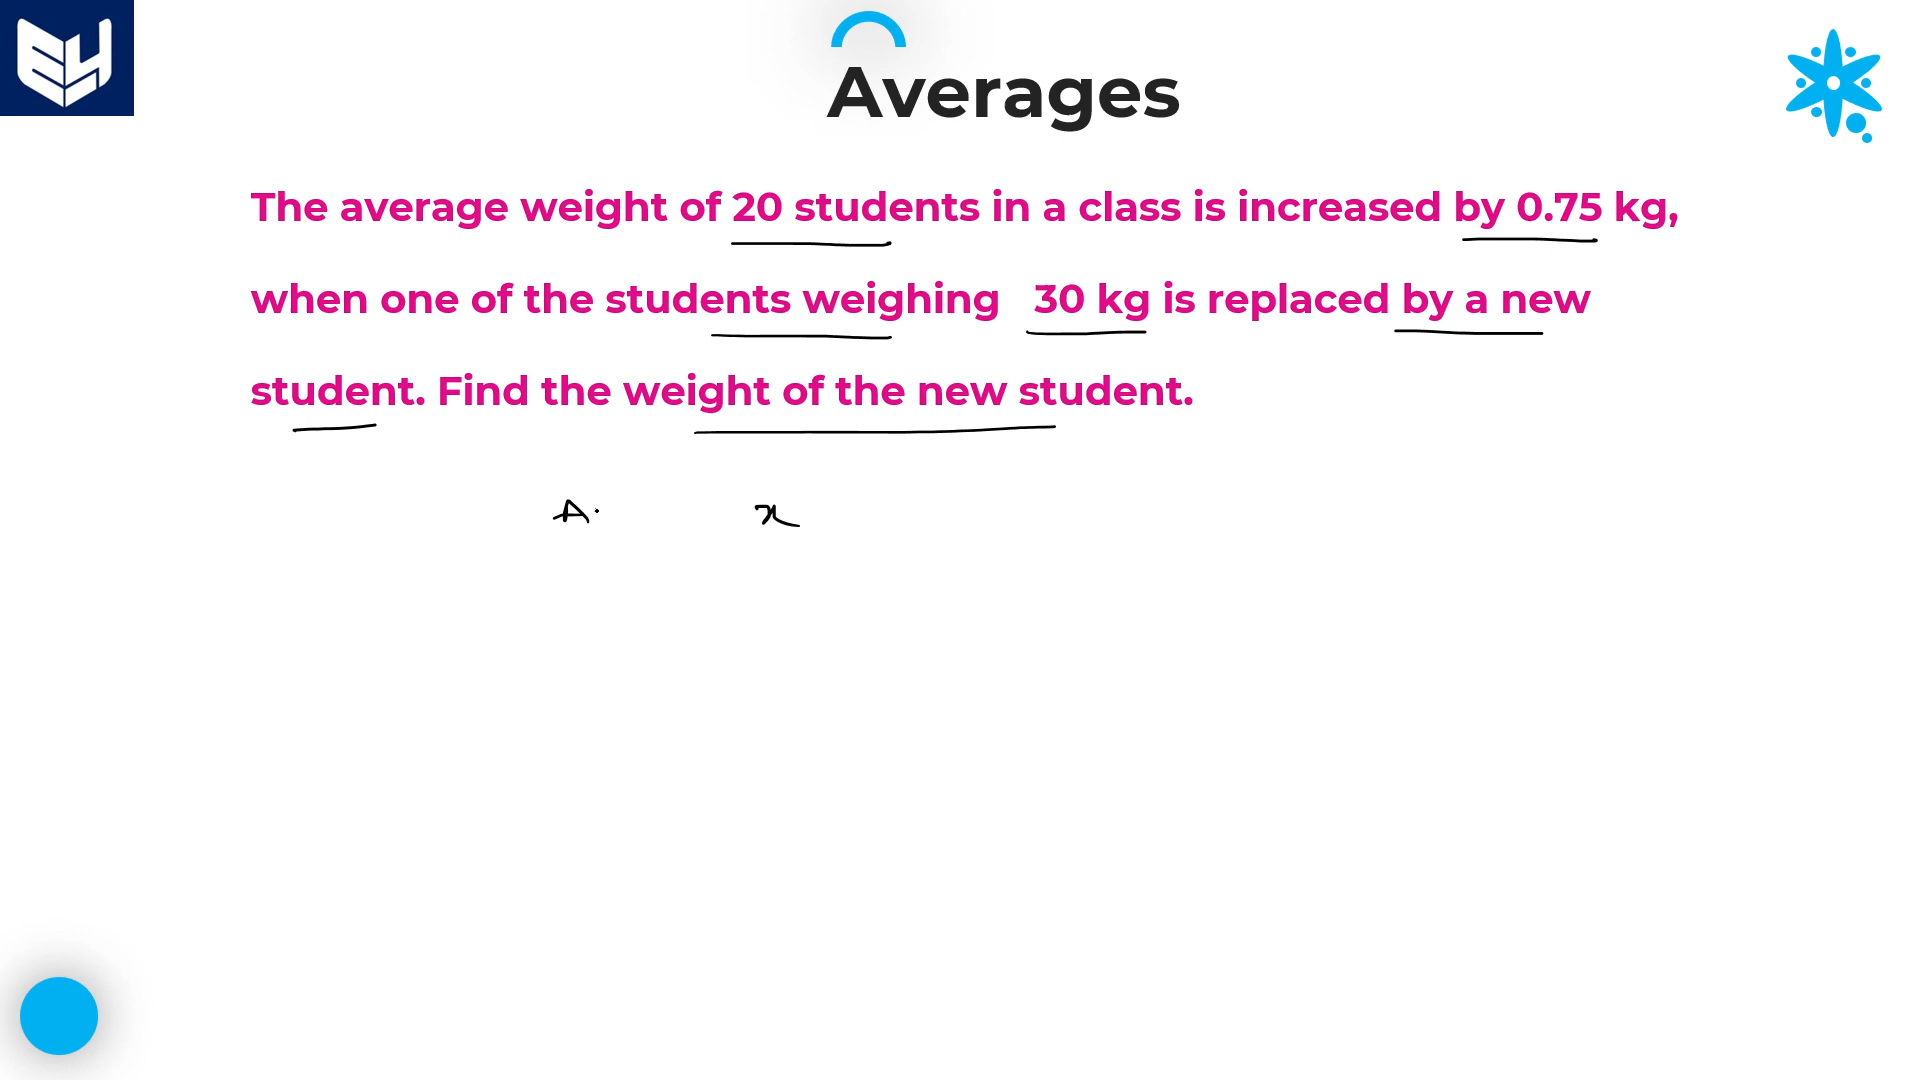 Averages
The average weight of 20 students in a class is increased by 0.75 kg,
when one of the students weighing 30 kg is replaced by a new
student. Find the weight of the new student.
A. x